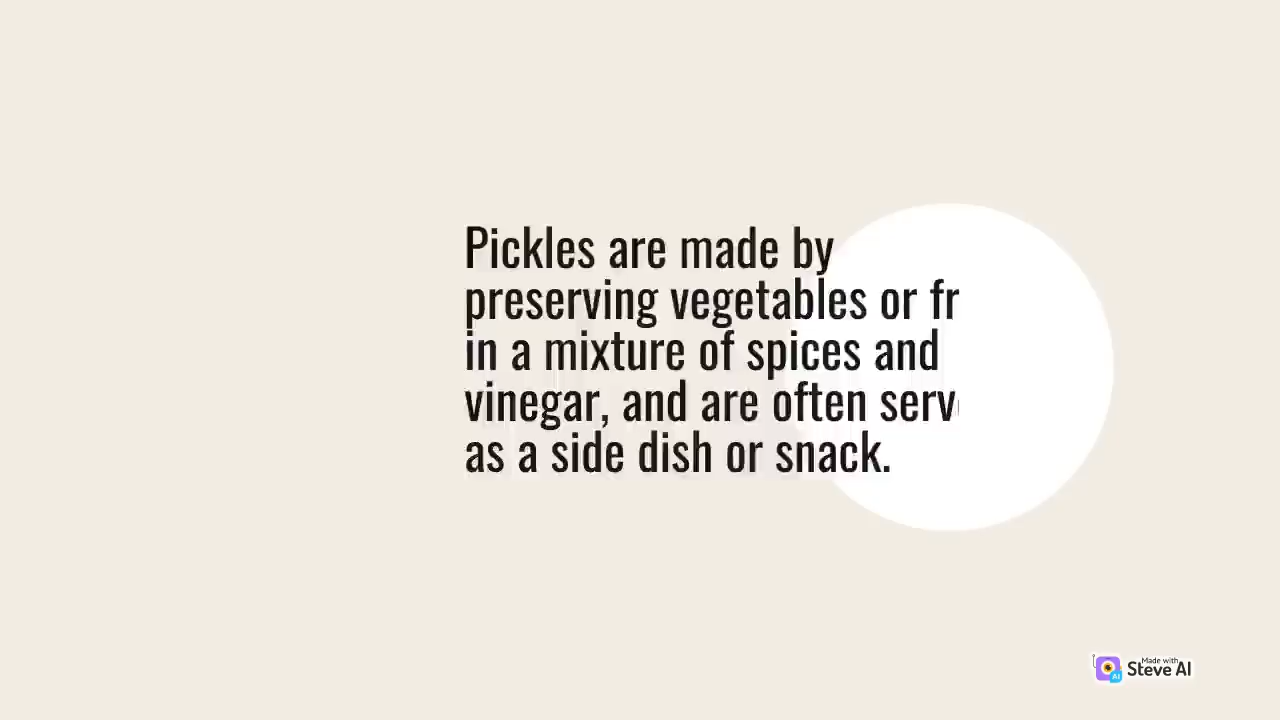 Pickles are made by
preserving vegetables or fr
in a mixture of spices and
vinegar, and are often serv
as a side dish or snack.
Made with
Steve AI
AI